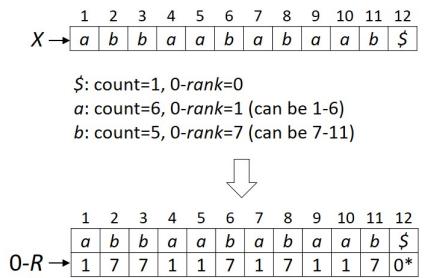 1 2 3 4 5 6 7 8 9 10 11 12
X a b b a a b a b a a b $
$: count=1, 0-rank=0
a: count=6, 0-rank=1 (can be 1-6)
b: count=5, 0-rank=7 (can be 7-11)
1 2 3 4 5 6 7 8 9 10 11 12
a b b a a b a b a a b $
0-R 1 7 7 1 1 7 1 7 1 1 7 0*